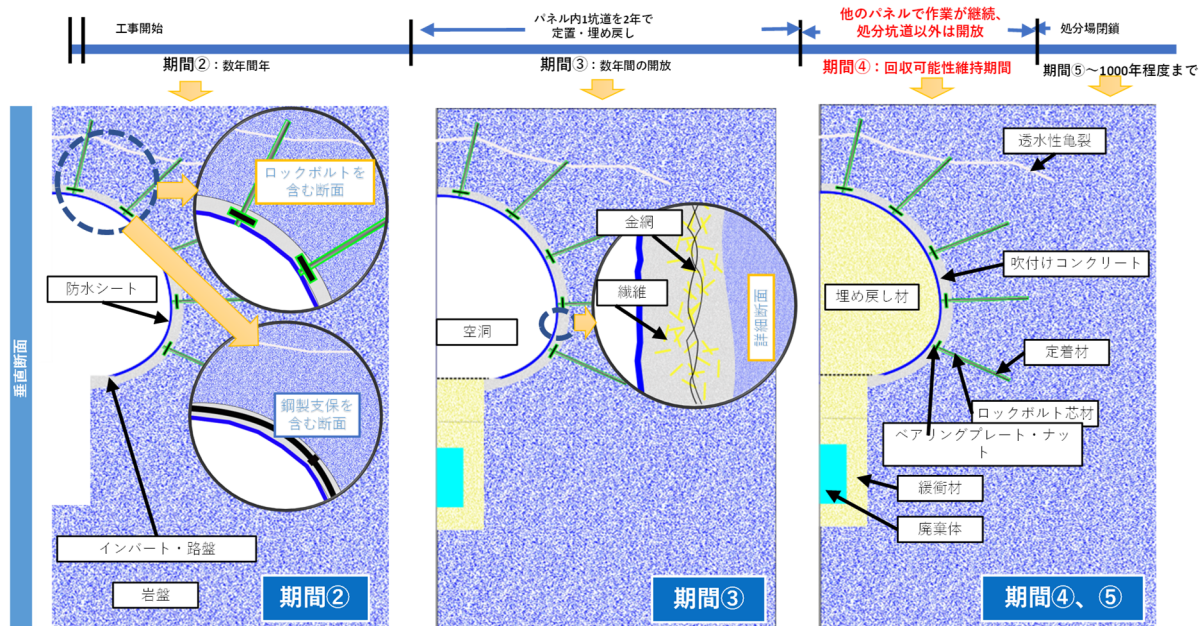 工事開始
パネル内1坑道を2年で
定置・埋め戻し
他のパネルで作業が継続、
処分坑道以外は開放
処分場閉鎖
期間②：数年間年
期間③：数年間の開放
期間④：回収可能性維持期間
期間⑤～1000年程度まで
垂直断面
ロックボルトを
含む断面
防水シート
鋼製支保を
含む断面
インバート・路盤
岩盤
期間②
金網
繊維
空洞
詳細断面
期間③
透水性亀裂
吹付けコンクリート
埋め戻し材
定着材
ロックボルト芯材
ベアリングプレート・ナッ
ト
緩衝材
廃棄体
期間④、⑤